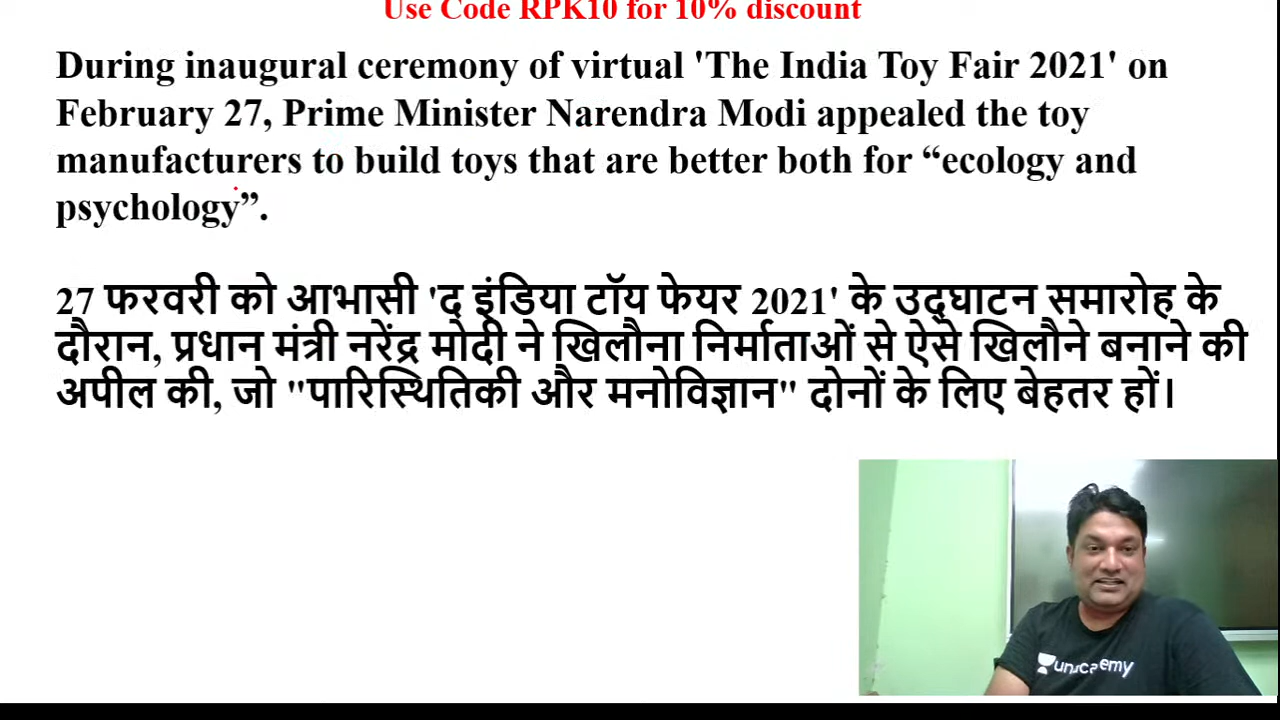 Use Code RPK10 for 10% discount
During inaugural ceremony of virtual 'The India Toy Fair 2021' on
February 27, Prime Minister Narendra Modi appealed the toy
manufacturers to build toys that are better both for “ecology and
psychology”.
27 फरवरी को आभासी 'द इंडिया टॉय फेयर 2021' के उद्घाटन समारोह के
दौरान, प्रधान मंत्री नरेंद्र मोदी ने खिलौना निर्माताओं से ऐसे खिलौने बनाने की
अपील की, जो "पारिस्थितिकी और मनोविज्ञान" दोनों के लिए बेहतर हों।
unacademy